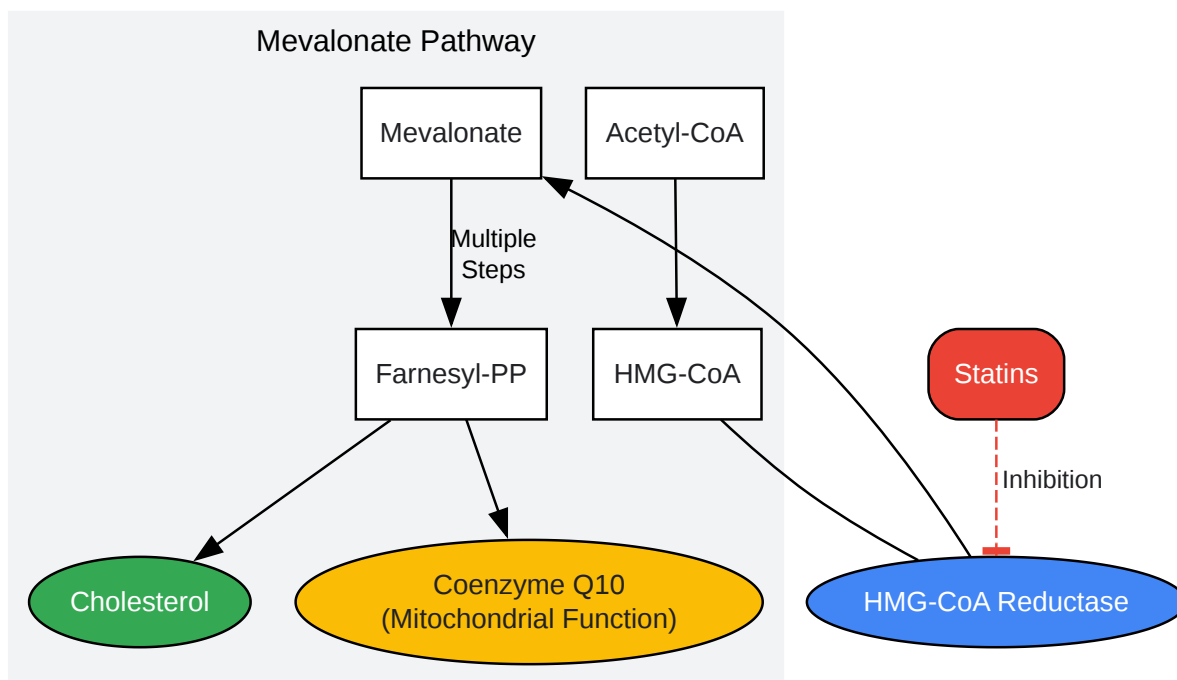 Mevalonate Pathway
Mevalonate
Acetyl-CoA
Multiple
Steps
Farnesyl-PP
HMG-CoA
Statins
Inhibition
Cholesterol
Coenzyme Q10
(Mitochondrial Function)
HMG-CoA Reductase